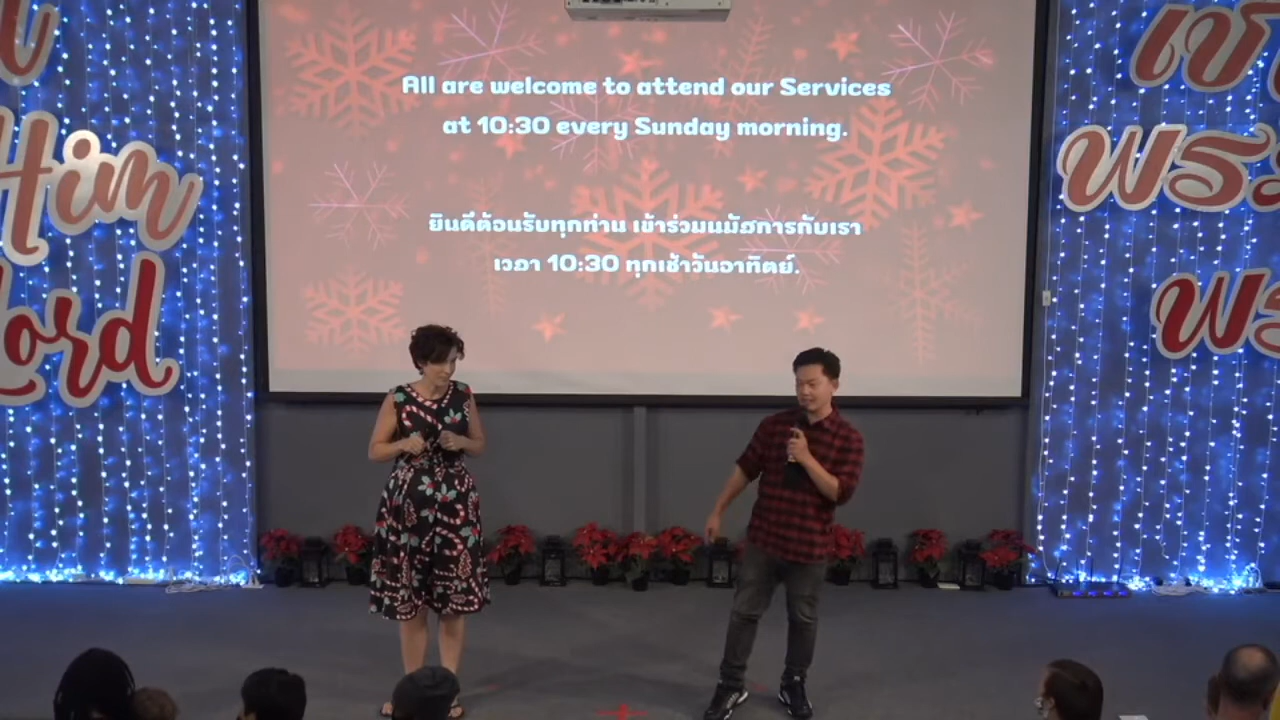 Him
Lord
All are welcome to attend our Services
at 10:30 every Sunday morning.
ยินดีต้อนรับทุกท่าน เข้าร่วมนมัสการกับเรา
เวลา 10:30 ทุกเช้าวันอาทิตย์.